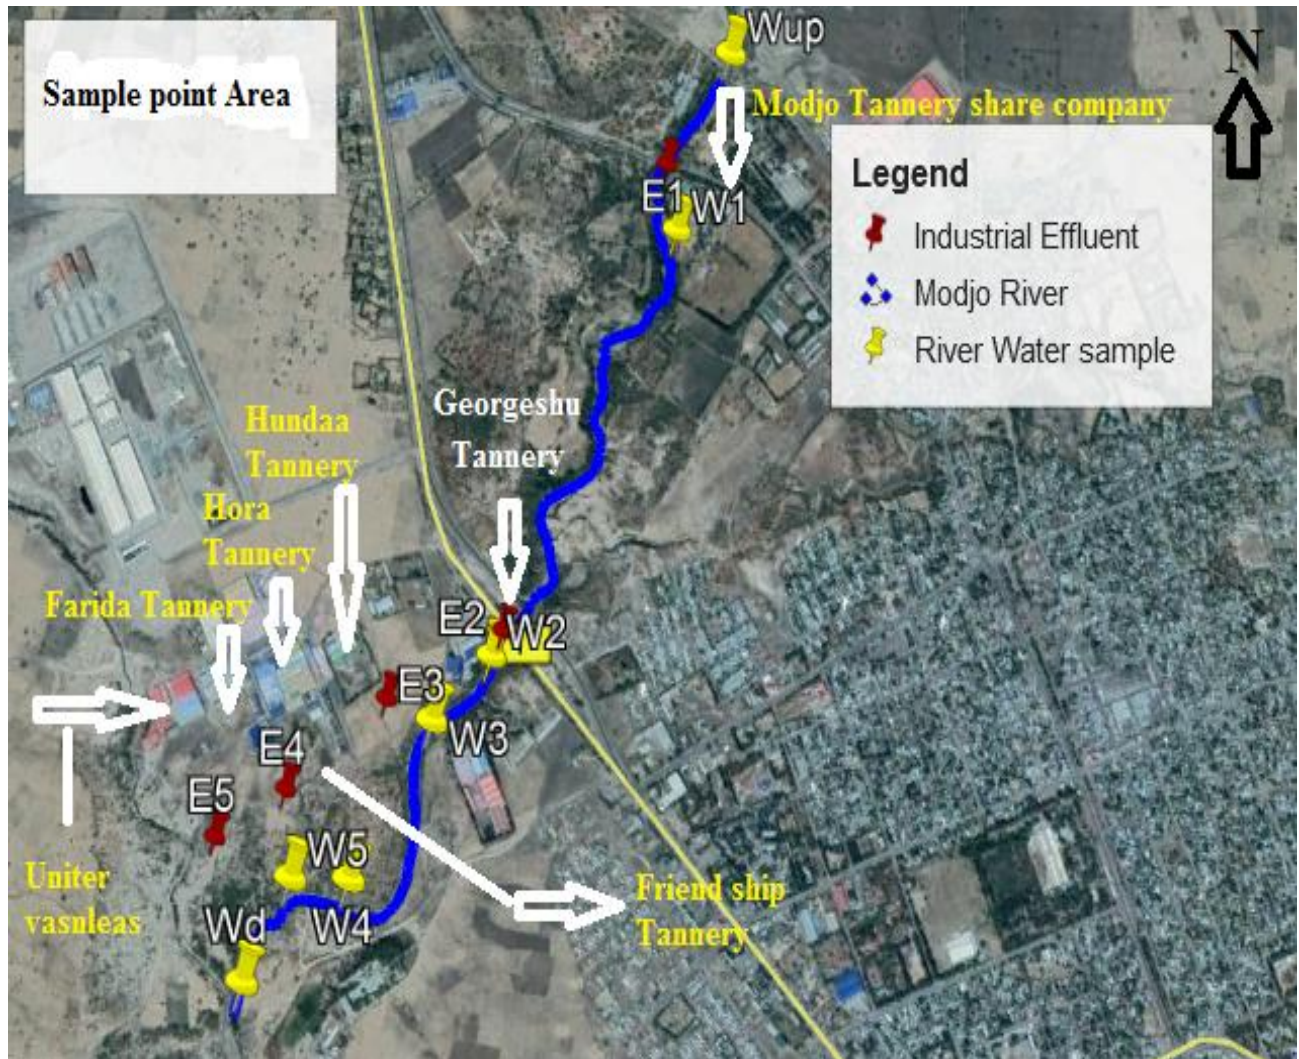 Sample point Area
Wup
N
Modjo Tannery share company
Legend
Industrial Effluent
Modjo River
River Water sample
E1
W1
Georgeshu
Tannery
Hundaa
Tannery
Hora
Tannery
Farida Tannery
E2
W2
E3
W3
E4
E5
W5
Uniter
vasnleas
Friend ship
Tannery
Wd
W4